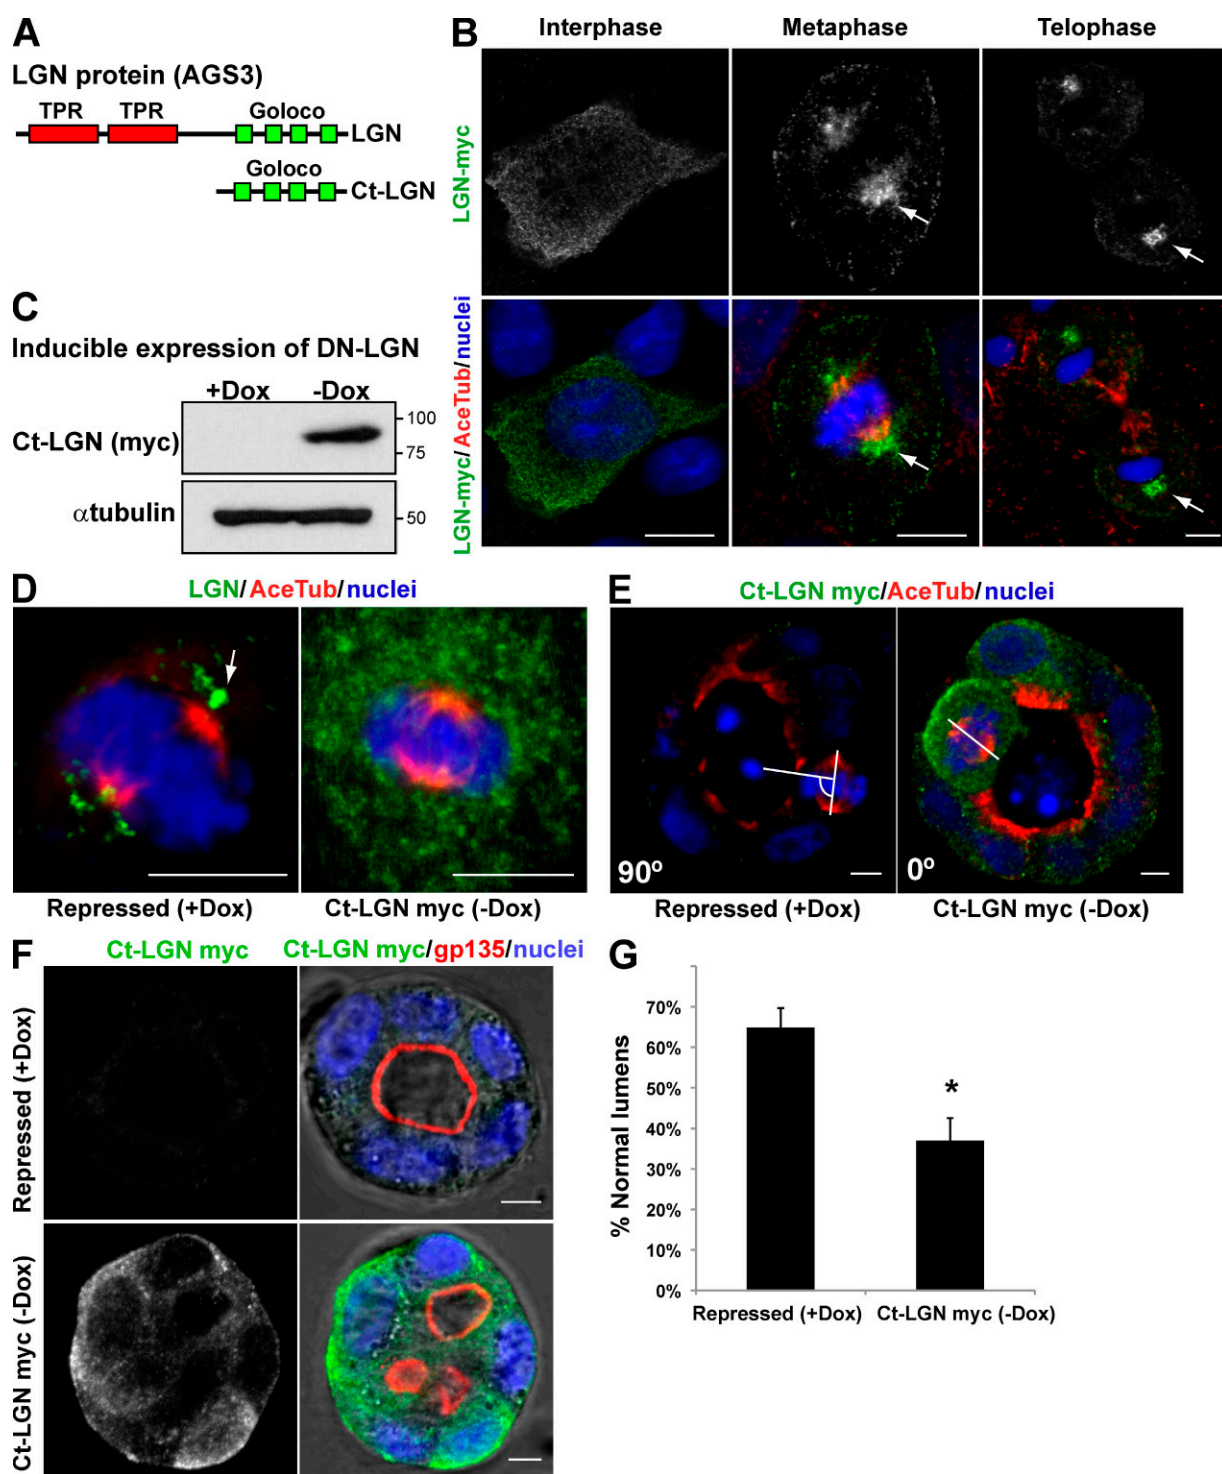 A
LGN protein (AGS3)
TPR TPR Goloco
LGN
Goloco
Ct-LGN
B
Interphase Metaphase Telophase
LGN-myc
LGN-myc/AceTub/nuclei
C
Inducible expression of DN-LGN
+Dox -Dox
Ct-LGN (myc)
100
75
αtubulin
50
D
LGN/AceTub/nuclei
Repressed (+Dox) Ct-LGN myc (-Dox)
E
Ct-LGN myc/AceTub/nuclei
90º 0º
Repressed (+Dox) Ct-LGN myc (-Dox)
F
Ct-LGN myc Ct-LGN myc/gp135/nuclei
Repressed (+Dox)
Ct-LGN myc (-Dox)
G
% Normal lumens
70%
60%
50%
40%
30%
20%
10%
0%
*
Repressed (+Dox) Ct-LGN myc (-Dox)